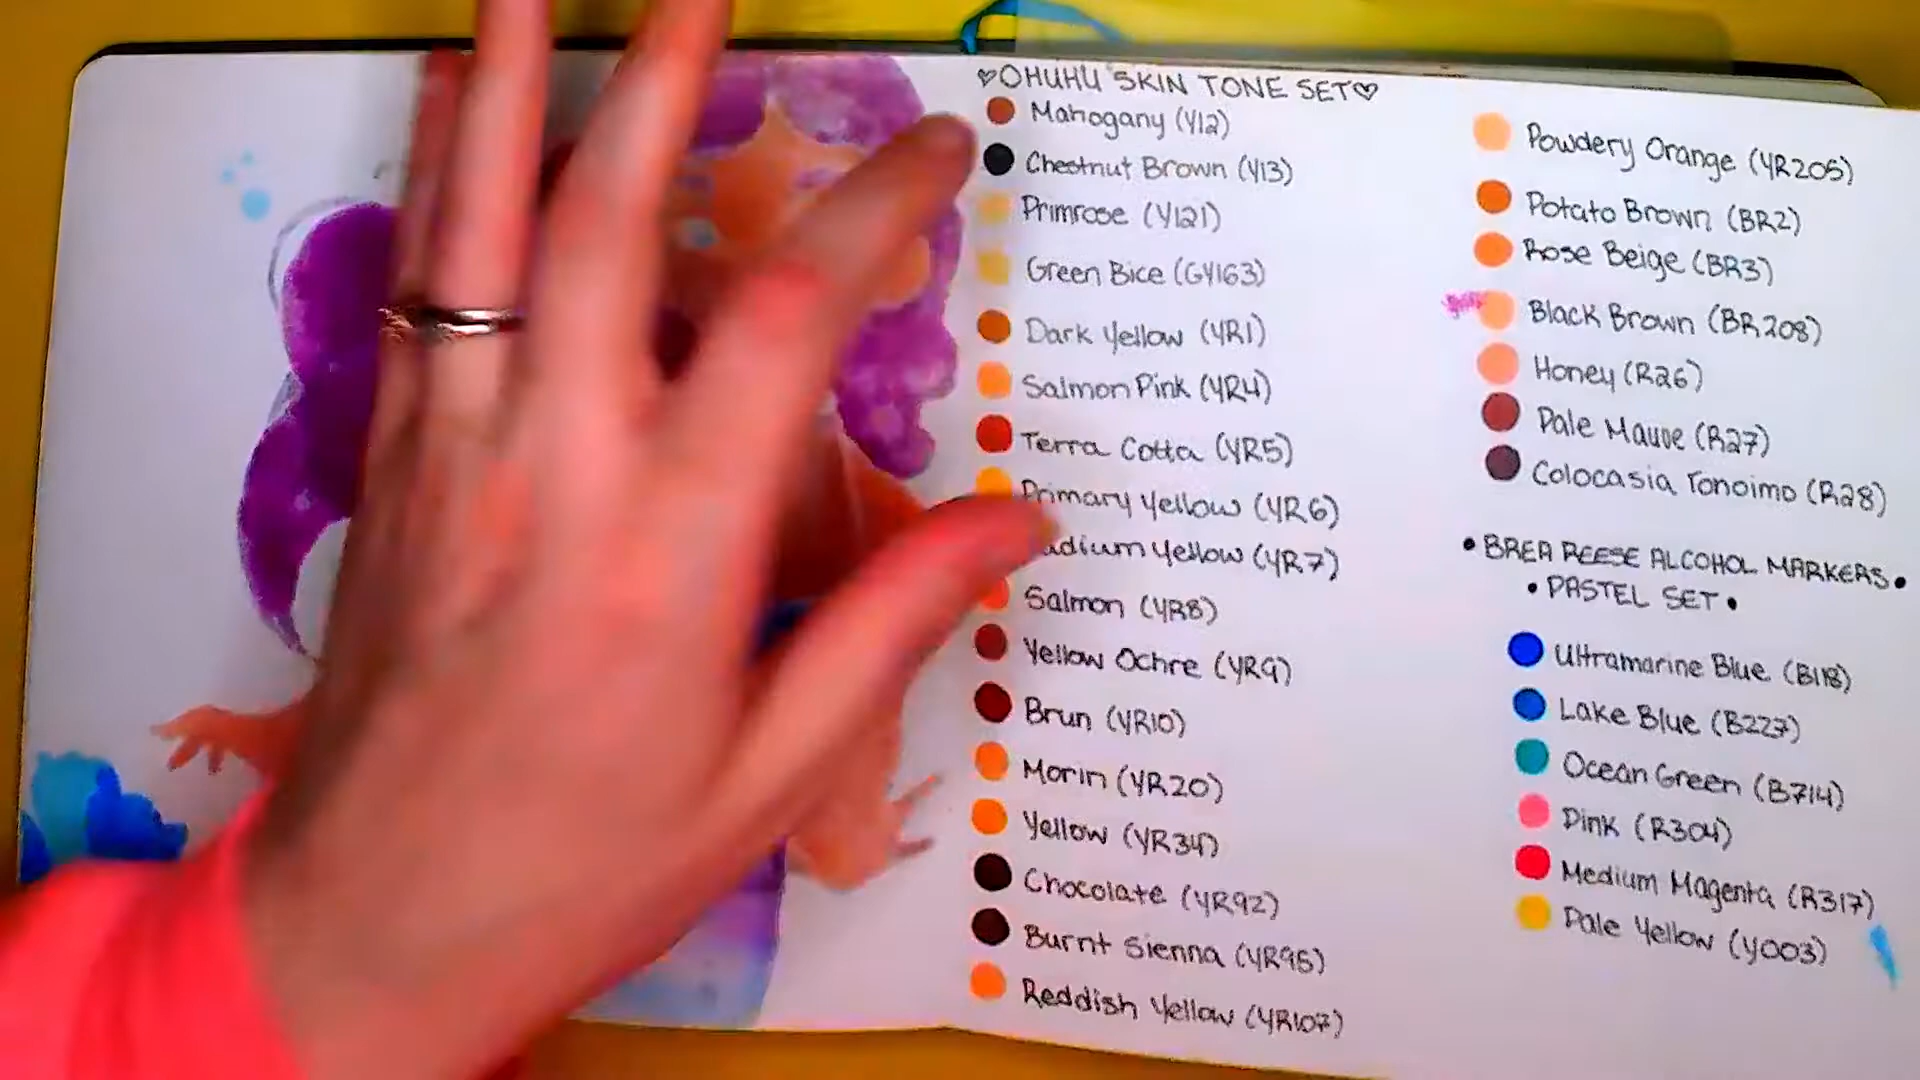 ♡OHUHU SKIN TONE SET♡
Mahogany (Y12)
Chestnut Brown (Y13)
Primrose (Y121)
Green Bice (GY163)
Dark Yellow (YR1)
Salmon Pink (YR4)
Terra Cotta (YR5)
Primary Yellow (YR6)
Yellow (YR7)
Salmon (YR8)
Yellow Ochre (YR9)
Brun (YR10)
Morin (YR20)
Yellow (YR34)
Chocolate (YR92)
Burnt Sienna (YR95)
Reddish Yellow (YR107)
Powdery Orange (YR205)
Potato Brown (BR2)
Rose Beige (BR3)
Black Brown (BR208)
Honey (R26)
Pale Mauve (R27)
Colocasia Tonoimo (R28)
• BREA REESE ALCOHOL MARKERS •
• PASTEL SET •
Ultramarine Blue (B118)
Lake Blue (B227)
Ocean Green (B714)
Pink (R304)
Medium Magenta (R317)
Pale Yellow (Y003)